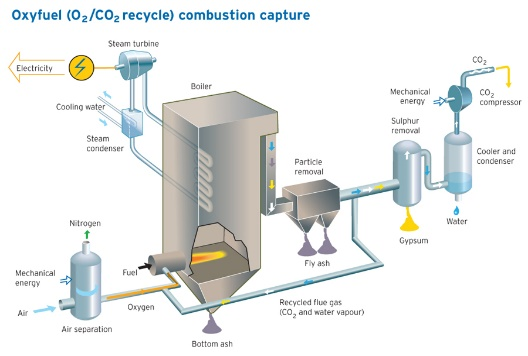 Oxyfuel (O2/CO2 recycle) combustion capture
Steam turbine
Electricity
Cooling water
Steam
condenser
Boiler
CO2
Mechanical
energy
CO2
compressor
Sulphur
removal
Cooler and
condenser
Particle
removal
Water
Gypsum
Fly ash
Nitrogen
Mechanical
energy
Fuel
Air
Oxygen
Air separation
Recycled flue gas
(CO2 and water vapour)
Bottom ash